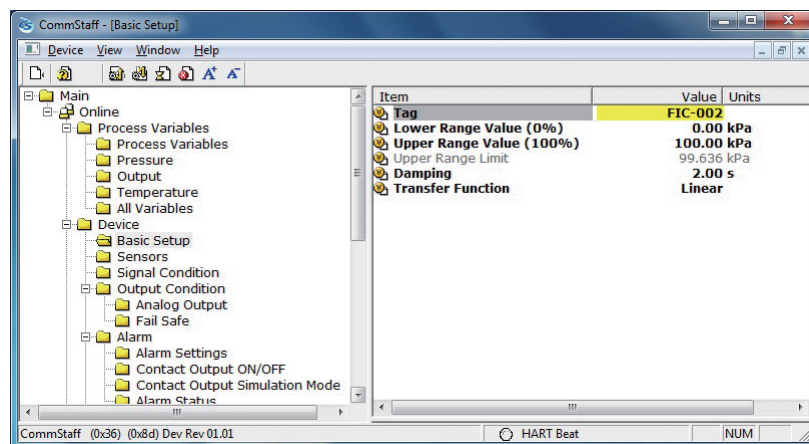 CommStaff - [Basic Setup]
Device View Window Help
Main
Online
Process Variables
Process Variables
Pressure
Output
Temperature
All Variables
Device
Basic Setup
Sensors
Signal Condition
Output Condition
Analog Output
Fail Safe
Alarm
Alarm Settings
Contact Output ON/OFF
Contact Output Simulation Mode
Alarm Status
Item Value Units
Tag FIC-002
Lower Range Value (0%) 0.00 kPa
Upper Range Value (100%) 100.00 kPa
Upper Range Limit 99.636 kPa
Damping 2.00 s
Transfer Function Linear
CommStaff (0x36) (0x8d) Dev Rev 01.01 HART Beat NUM